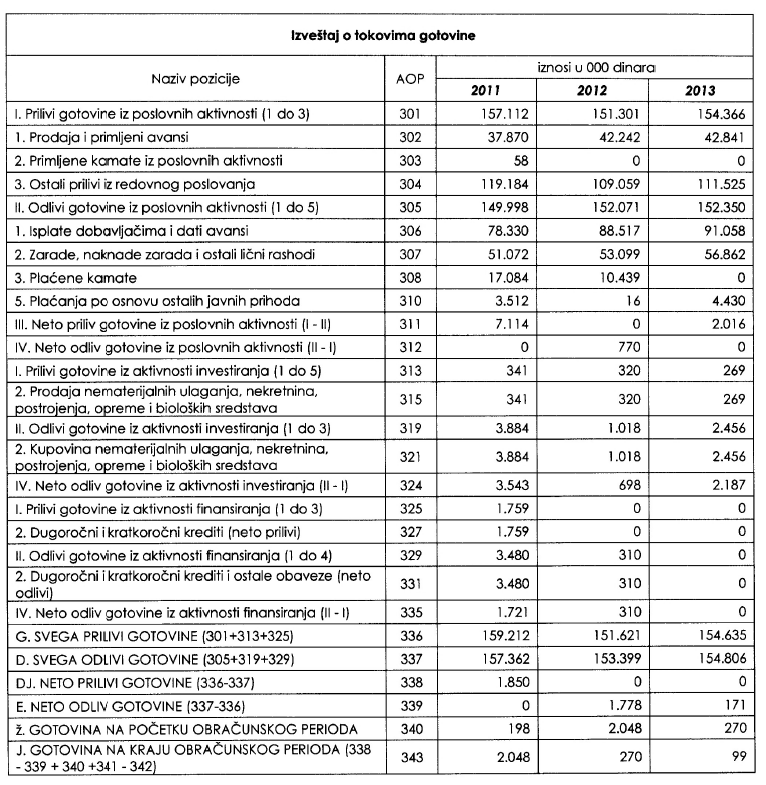 Izveštaj o tokovima gotovine
Naziv pozicije AOP iznosi u 000 dinara
2011 2012 2013
I. Prilivi gotovine iz poslovnih aktivnosti (1 do 3) 301 157.112 151.301 154.366
1. Prodaja i primljeni avansi 302 37.870 42.242 42.841
2. Primljene kamate iz poslovnih aktivnosti 303 58 0 0
3. Ostali prilivi iz redovnog poslovanja 304 119.184 109.059 111.525
II. Odlivi gotovine iz poslovnih aktivnosti (1 do 5) 305 149.998 152.071 152.350
1. Isplate dobavljačima i dati avansi 306 78.330 88.517 91.058
2. Zarade, naknade zarada i ostali lični rashodi 307 51.072 53.099 56.862
3. Plaćene kamate 308 17.084 10.439 0
5. Plaćanja po osnovu ostalih javnih prihoda 310 3.512 16 4.430
III. Neto priliv gotovine iz poslovnih aktivnosti (I - II) 311 7.114 0 2.016
IV. Neto odliv gotovine iz poslovnih aktivnosti (II - I) 312 0 770 0
I. Prilivi gotovine iz aktivnosti investiranja (1 do 5) 313 341 320 269
2. Prodaja nematerijalnih ulaganja, nekretnina,
postrojenja, opreme i bioloških sredstava 315 341 320 269
II. Odlivi gotovine iz aktivnosti investiranja (1 do 3) 319 3.884 1.018 2.456
2. Kupovina nematerijalnih ulaganja, nekretnina,
postrojenja, opreme i bioloških sredstava 321 3.884 1.018 2.456
IV. Neto odliv gotovine iz aktivnosti investiranja (II - I) 324 3.543 698 2.187
I. Prilivi gotovine iz aktivnosti finansiranja (1 do 3) 325 1.759 0 0
2. Dugoročni i kratkoročni krediti (neto prilivi) 327 1.759 0 0
II. Odlivi gotovine iz aktivnosti finansiranja (1 do 4) 329 3.480 310 0
2. Dugoročni i kratkoročni krediti i ostale obaveze (neto
odlivi) 331 3.480 310 0
IV. Neto odliv gotovine iz aktivnosti finansiranja (II - I) 335 1.721 310 0
G. SVEGA PRILIVI GOTOVINE (301+313+325) 336 159.212 151.621 154.635
D. SVEGA ODLIVI GOTOVINE (305+319+329) 337 157.362 153.399 154.806
DJ. NETO PRILIVI GOTOVINE (336-337) 338 1.850 0 0
E. NETO ODLIV GOTOVINE (337-336) 339 0 1.778 171
Ž. GOTOVINA NA POČETKU OBRAČUNSKOG PERIODA 340 198 2.048 270
J. GOTOVINA NA KRAJU OBRAČUNSKOG PERIODA (338
- 339 + 340 +341 - 342) 343 2.048 270 99